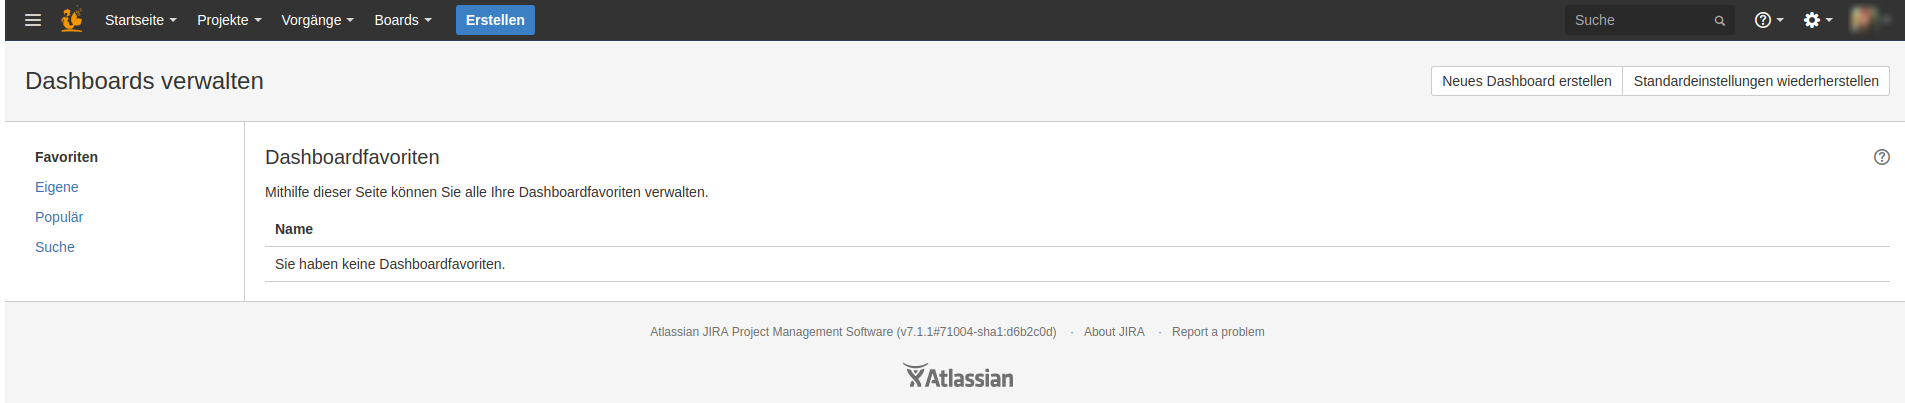 Startseite Projekte Vorgänge Boards Erstellen Suche
Dashboards verwalten
Neues Dashboard erstellen Standardeinstellungen wiederherstellen
Favoriten
Eigene
Populär
Suche
Dashboardfavoriten
Mithilfe dieser Seite können Sie alle Ihre Dashboardfavoriten verwalten.
Name
Sie haben keine Dashboardfavoriten.
Atlassian JIRA Project Management Software (v7.1.1#71004-sha1:d6b2c0d) · About JIRA · Report a problem
Atlassian